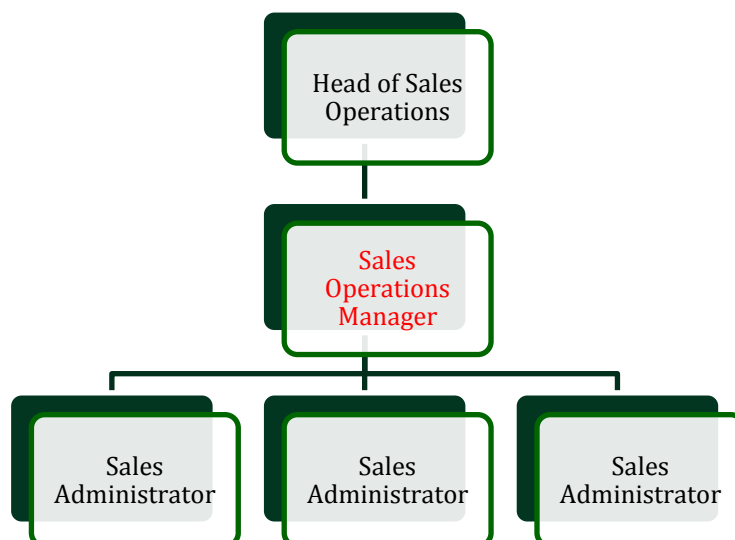 Head of Sales
Operations
Sales
Operations
Manager
Sales
Administrator
Sales
Administrator
Sales
Administrator